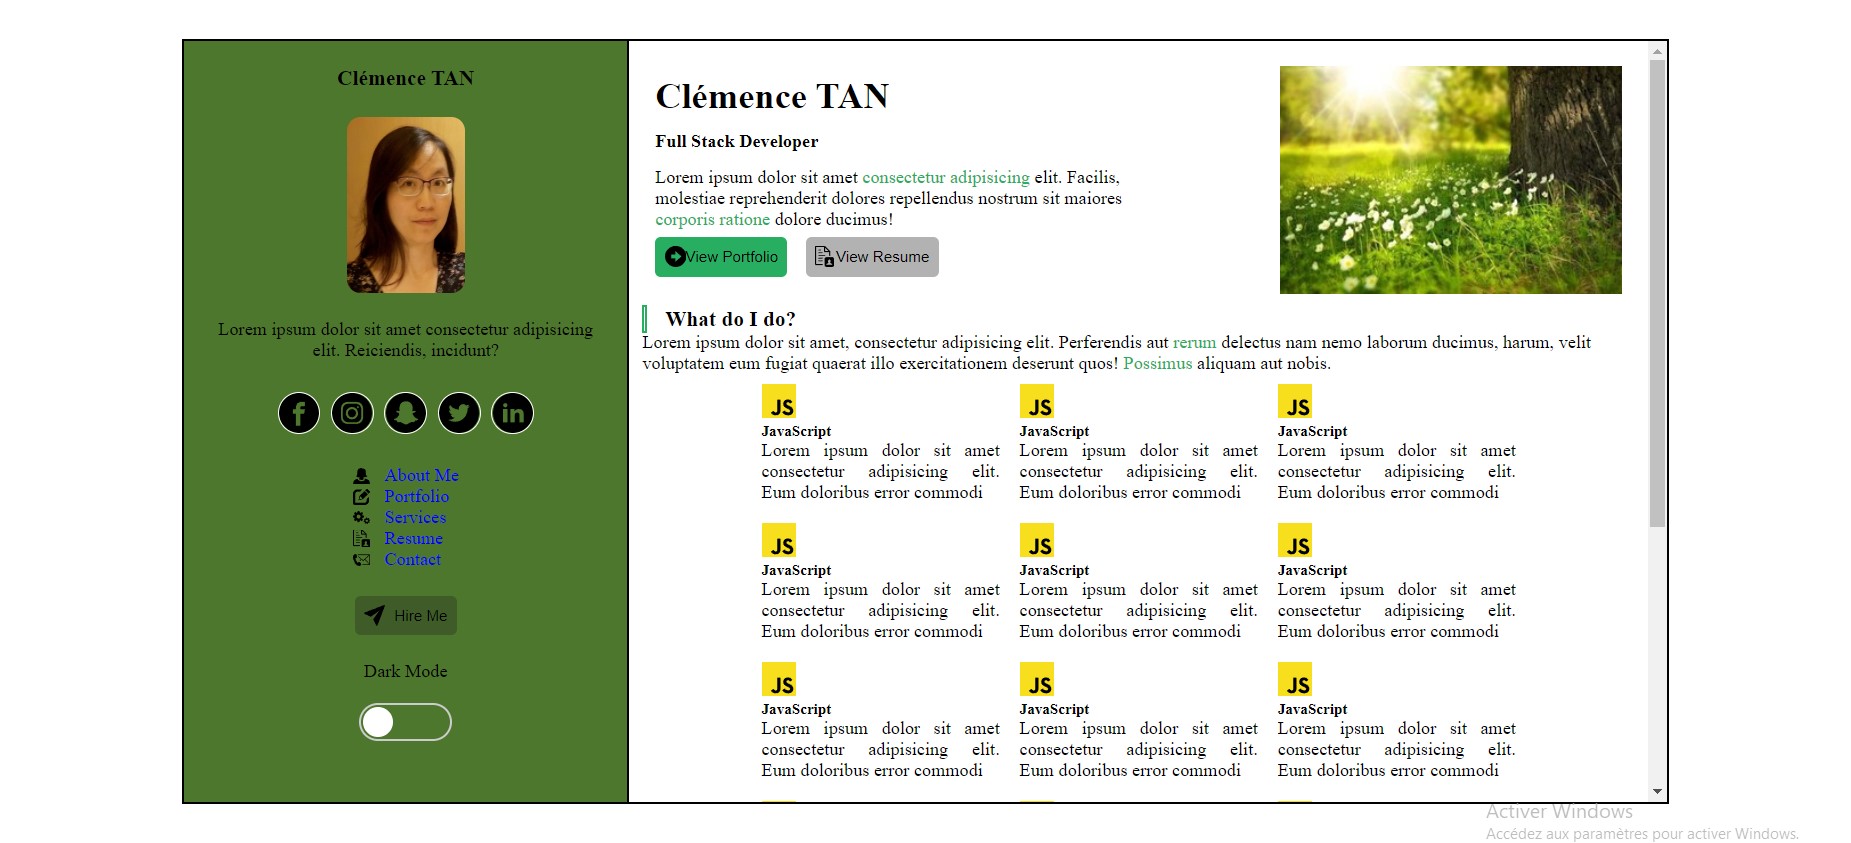 Clémence TAN
Lorem ipsum dolor sit amet consectetur adipisicing
elit. Reiciendis, incidunt?
About Me
Portfolio
Services
Resume
Contact
Hire Me
Dark Mode
Clémence TAN
Full Stack Developer
Lorem ipsum dolor sit amet consectetur adipisicing elit. Facilis,
molestiae reprehenderit dolores repellendus nostrum sit maiores
corporis ratione dolore ducimus!
View Portfolio View Resume
What do I do?
Lorem ipsum dolor sit amet, consectetur adipisicing elit. Perferendis aut rerum delectus nam nemo laborum ducimus, harum, velit
voluptatem eum fugiat quaerat illo exercitationem deserunt quos! Possimus aliquam aut nobis.
JS JS JS
JavaScript JavaScript JavaScript
Lorem ipsum dolor sit amet Lorem ipsum dolor sit amet Lorem ipsum dolor sit amet
consectetur adipisicing elit. consectetur adipisicing elit. consectetur adipisicing elit.
Eum doloribus error commodi Eum doloribus error commodi Eum doloribus error commodi
JS JS JS
JavaScript JavaScript JavaScript
Lorem ipsum dolor sit amet Lorem ipsum dolor sit amet Lorem ipsum dolor sit amet
consectetur adipisicing elit. consectetur adipisicing elit. consectetur adipisicing elit.
Eum doloribus error commodi Eum doloribus error commodi Eum doloribus error commodi
JS JS JS
JavaScript JavaScript JavaScript
Lorem ipsum dolor sit amet Lorem ipsum dolor sit amet Lorem ipsum dolor sit amet
consectetur adipisicing elit. consectetur adipisicing elit. consectetur adipisicing elit.
Eum doloribus error commodi Eum doloribus error commodi Eum doloribus error commodi
Activer Windows
Accédez aux paramètres pour activer Windows.